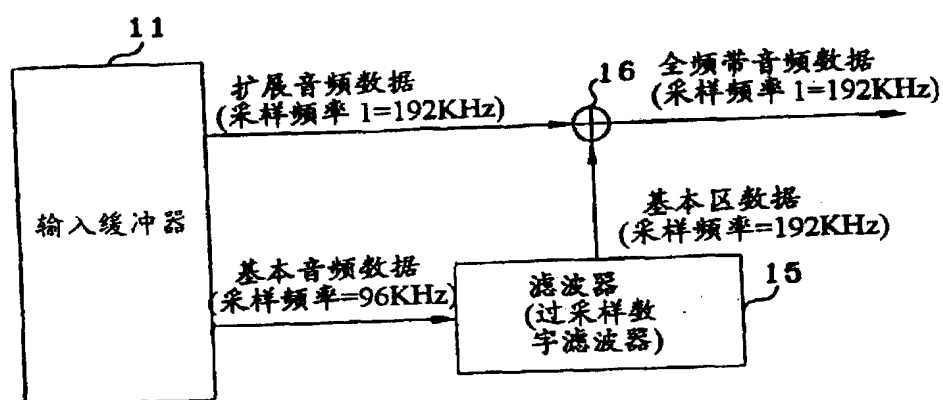 11
扩展音频数据
(采样频率 1=192KHz)
16
全频带音频数据
(采样频率 1=192KHz)
输入缓冲器
基本区数据
(采样频率=192KHz)
基本音频数据
(采样频率=96KHz)
滤波器
(过采样数
字滤波器)
15